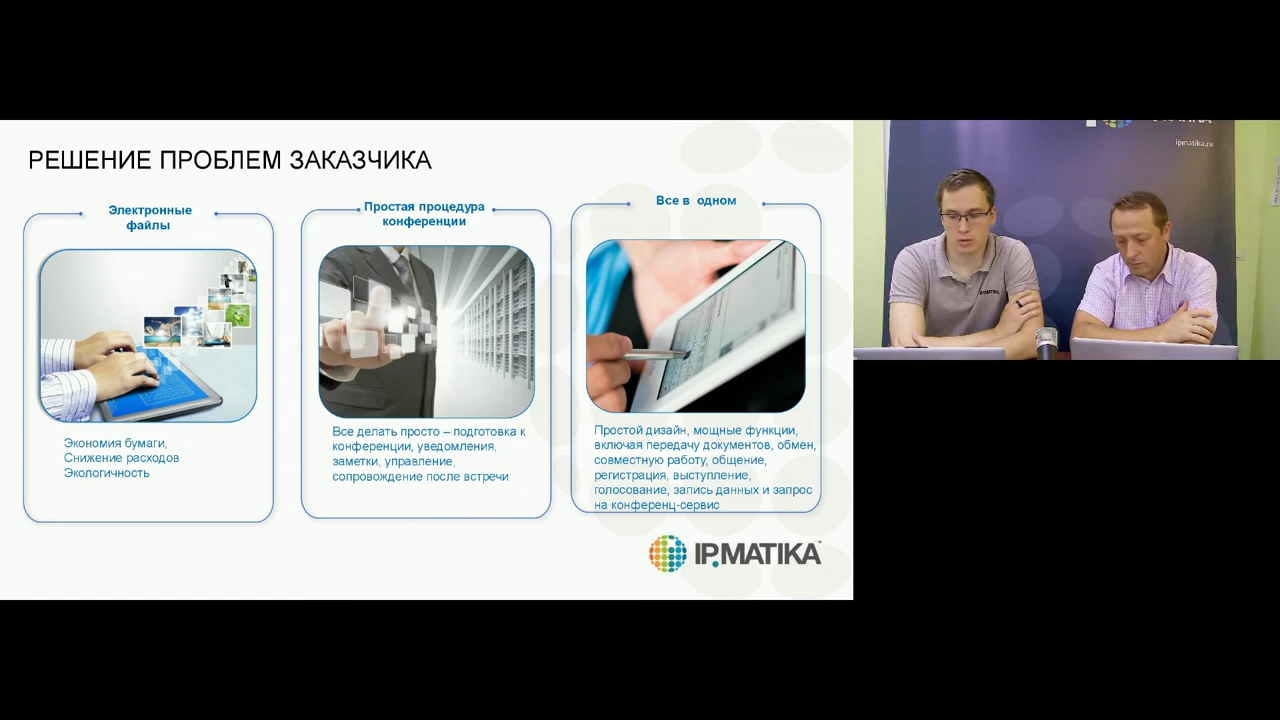 РЕШЕНИЕ ПРОБЛЕМ ЗАКАЗЧИКА
Электронные
файлы
Экономия бумаги,
Снижение расходов
Экологичность
Простая процедура
конференции
Все делать просто – подготовка к
конференции, уведомления,
заметки, управление,
сопровождение после встречи
Все в одном
Простой дизайн, мощные функции,
включая передачу документов, обмен,
совместную работу, общение,
регистрация, выступление,
голосование, запись данных и запрос
на конференц-сервис
IP.MATIKA™
ipmatika.ru